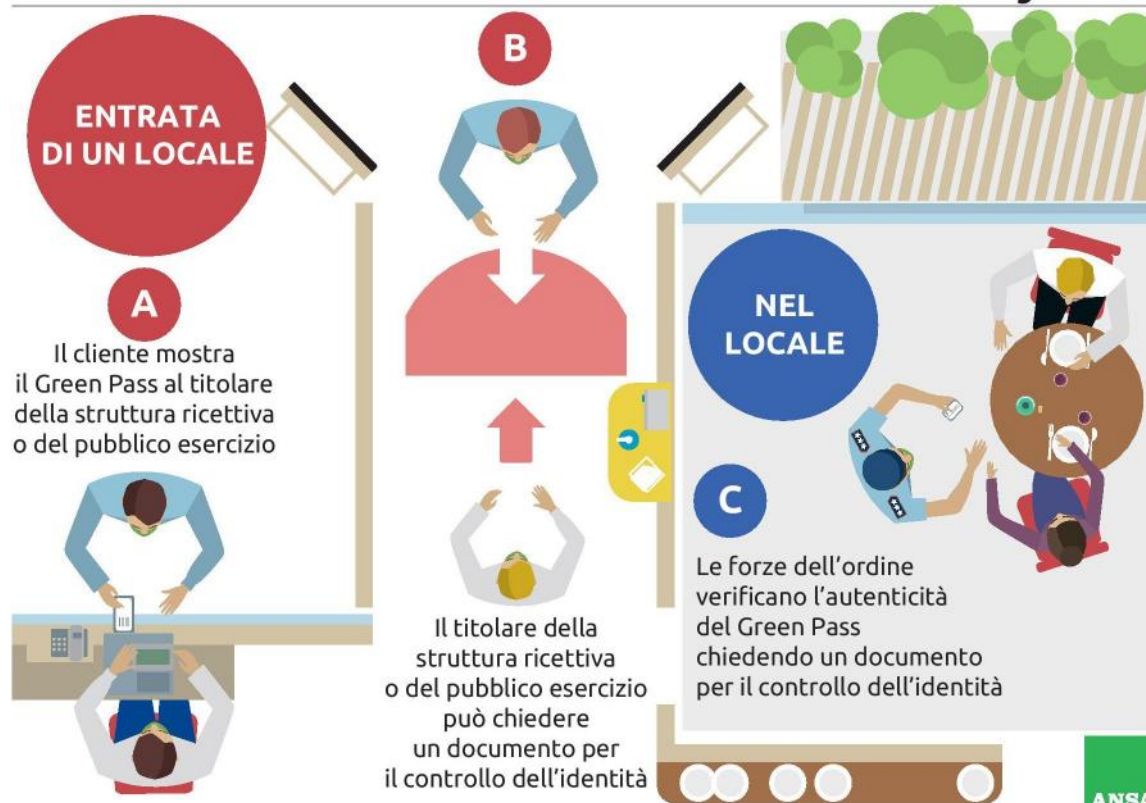 ENTRATA
DI UN LOCALE
A
Il cliente mostra
il Green Pass al titolare
della struttura ricettiva
o del pubblico esercizio
B
Il titolare della
struttura ricettiva
o del pubblico esercizio
può chiedere
un documento per
il controllo dell'identità
NEL
LOCALE
C
Le forze dell'ordine
verificano l'autenticità
del Green Pass
chiedendo un documento
per il controllo dell'identità
ANSA